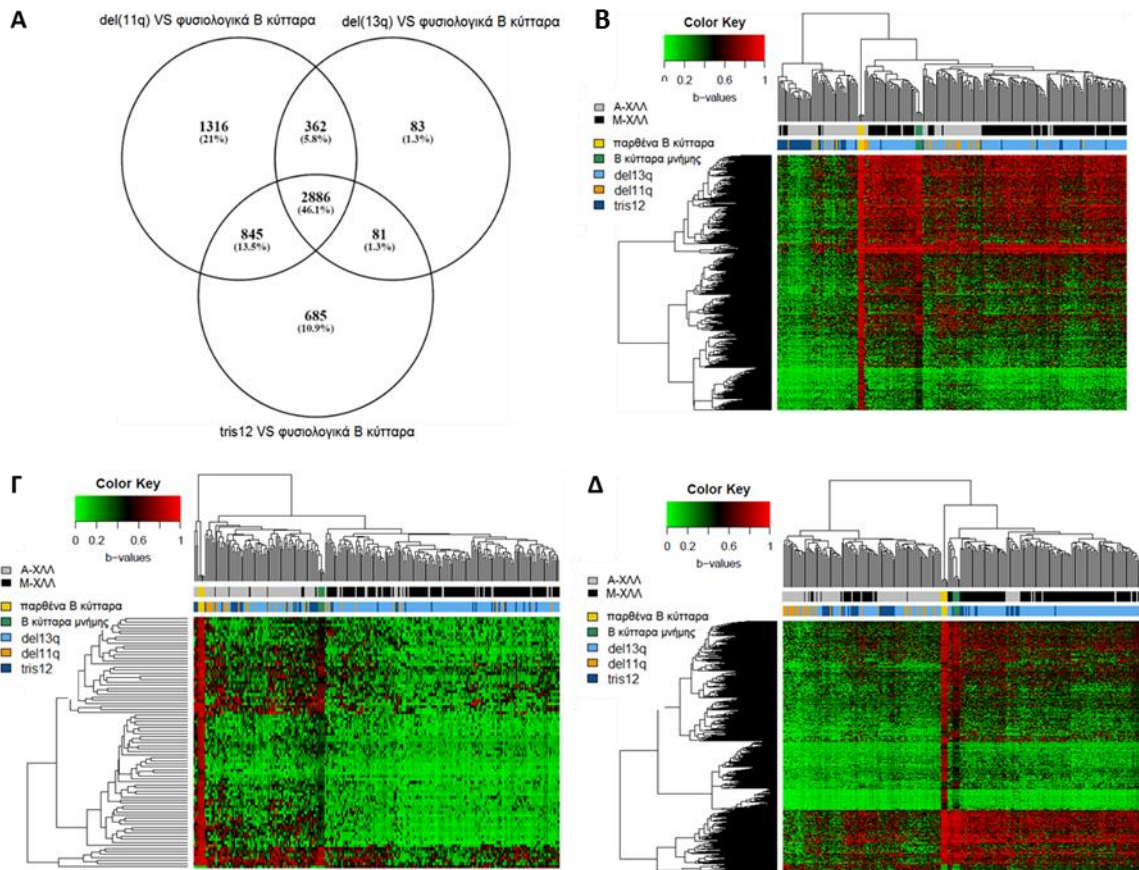 A
del(11q) VS φυσιολογικά Β κύτταρα
del(13q) VS φυσιολογικά Β κύτταρα
1316
(21%)
362
(5.8%)
83
(1.3%)
2886
(46.1%)
845
(13.5%)
81
(1.3%)
685
(10.9%)
tris12 VS φυσιολογικά Β κύτταρα
Β
Color Key
0.2
0.6
1
b-values
Α-ΧΛΛ
Μ-ΧΛΛ
παρθένα Β κύτταρα
Β κύτταρα μνήμης
del13q
del11q
tris12
Γ
Color Key
0
0.2
0.6
1
b-values
Α-ΧΛΛ
Μ-ΧΛΛ
παρθένα Β κύτταρα
Β κύτταρα μνήμης
del13q
del11q
tris12
Δ
Color Key
0
0.2
0.6
1
b-values
Α-ΧΛΛ
Μ-ΧΛΛ
παρθένα Β κύτταρα
Β κύτταρα μνήμης
del13q
del11q
tris12